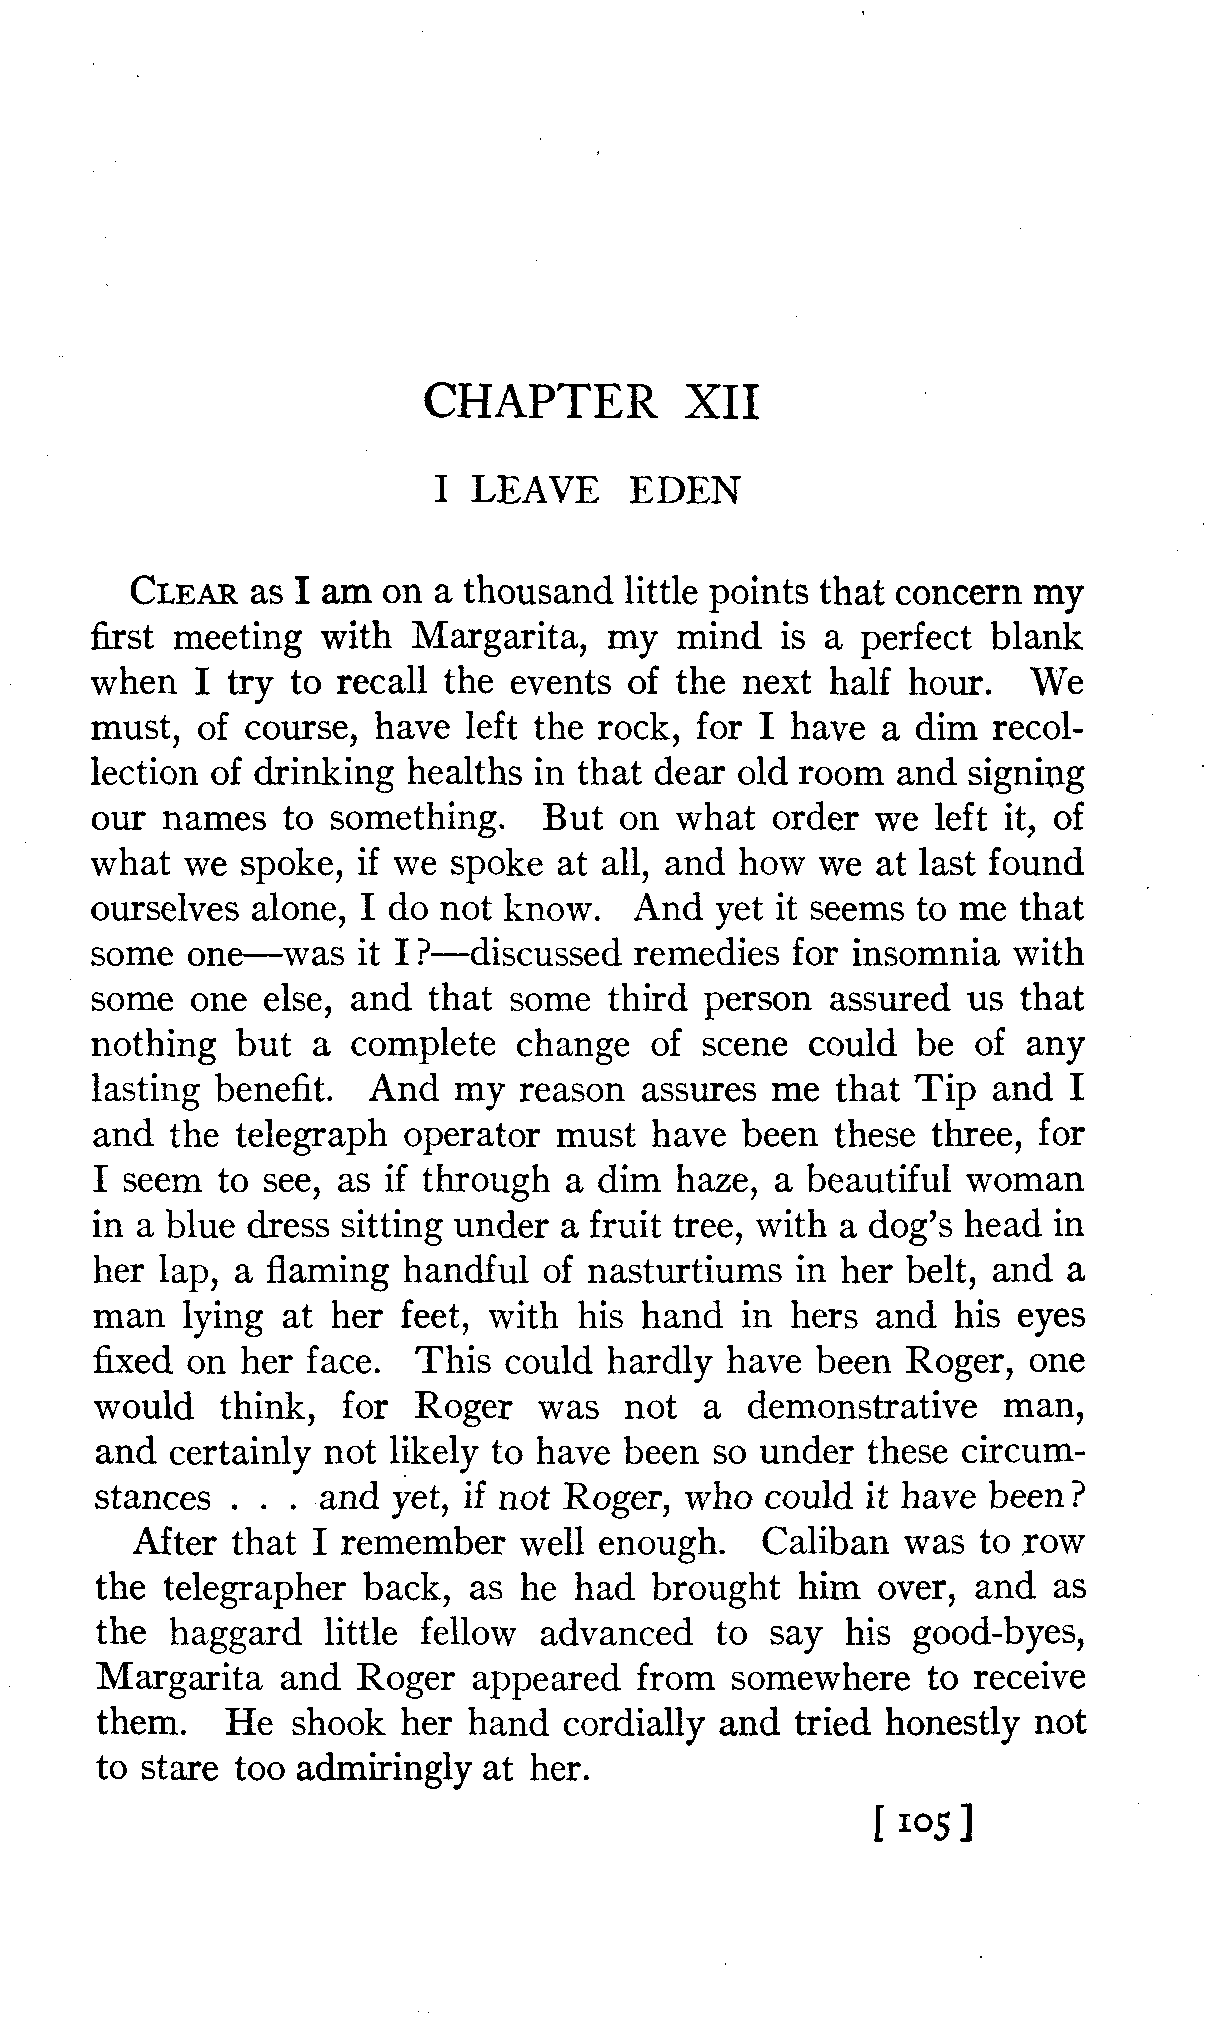 CHAPTER XII
I LEAVE EDEN
CLEAR as I am on a thousand little points that concern my
first meeting with Margarita, my mind is a perfect blank
when I try to recall the events of the next half hour. We
must, of course, have left the rock, for I have a dim recol-
lection of drinking healths in that dear old room and signing
our names to something. But on what order we left it, of
what we spoke, if we spoke at all, and how we at last found
ourselves alone, I do not know. And yet it seems to me that
some one—was it I?—discussed remedies for insomnia with
some one else, and that some third person assured us that
nothing but a complete change of scene could be of any
lasting benefit. And my reason assures me that Tip and I
and the telegraph operator must have been these three, for
I seem to see, as if through a dim haze, a beautiful woman
in a blue dress sitting under a fruit tree, with a dog's head in
her lap, a flaming handful of nasturtiums in her belt, and a
man lying at her feet, with his hand in hers and his eyes
fixed on her face. This could hardly have been Roger, one
would think, for Roger was not a demonstrative man,
and certainly not likely to have been so under these circum-
stances . . . and yet, if not Roger, who could it have been?
After that I remember well enough. Caliban was to row
the telegrapher back, as he had brought him over, and as
the haggard little fellow advanced to say his good-byes,
Margarita and Roger appeared from somewhere to receive
them. He shook her hand cordially and tried honestly not
to stare too admiringly at her.
[ 105 ]